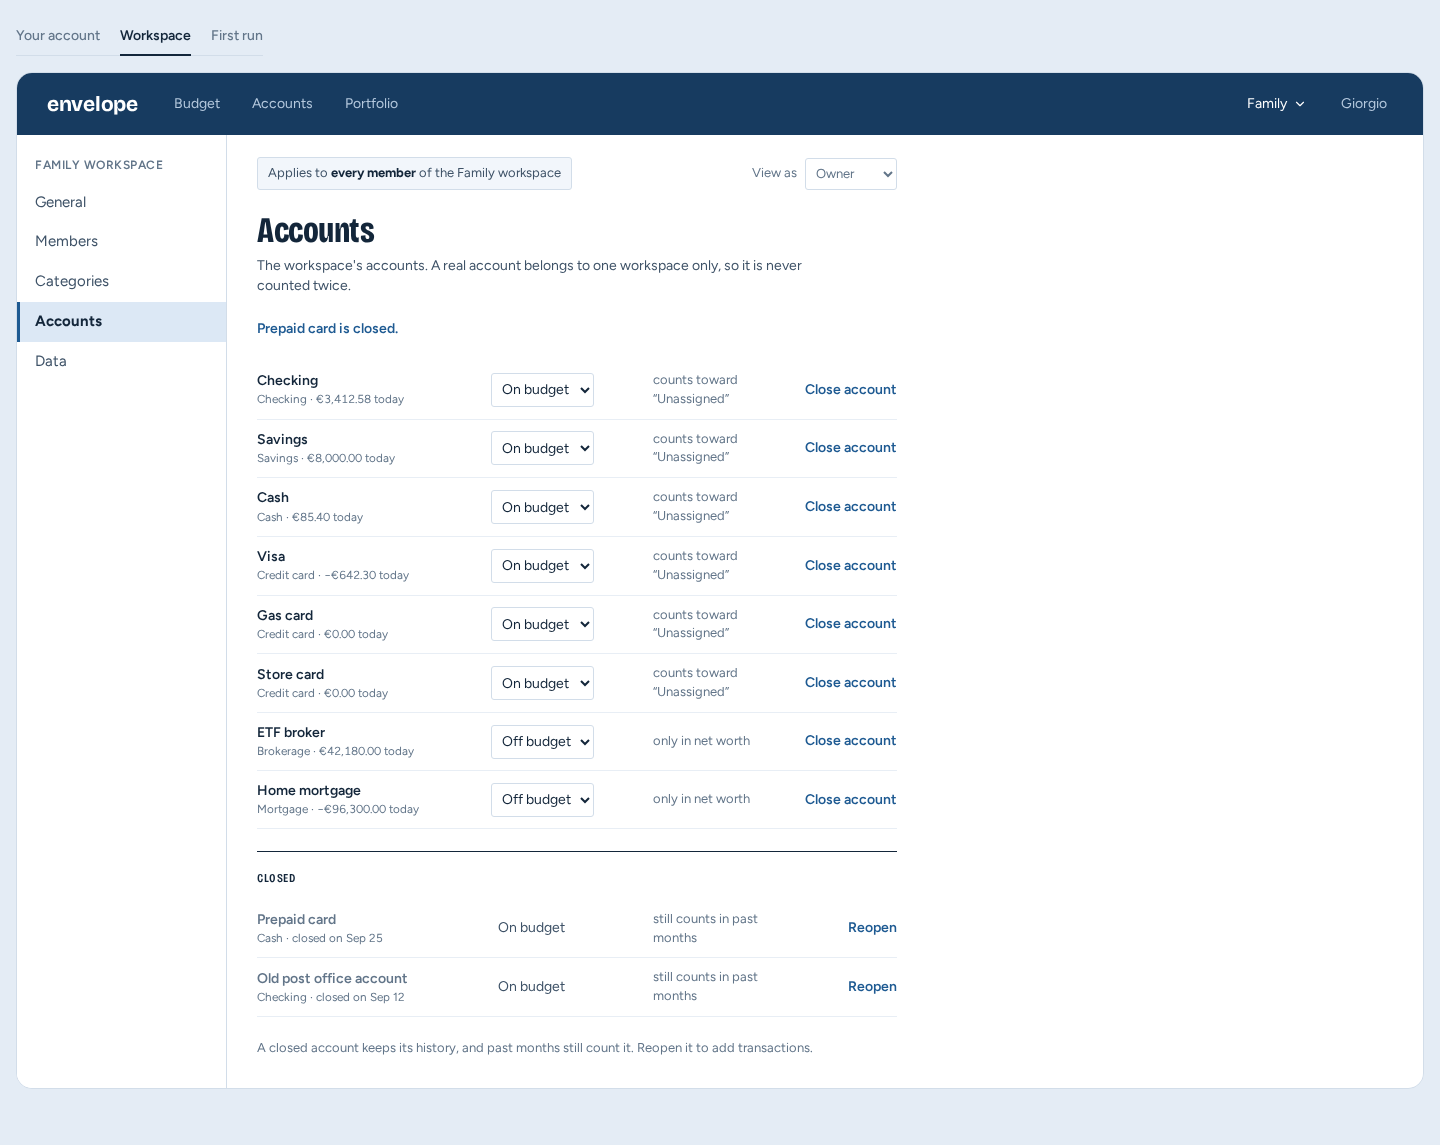 Your account Workspace First run
envelope Budget Accounts Portfolio Family Giorgio
FAMILY WORKSPACE
General
Members
Categories
Accounts
Data
Applies to every member of the Family workspace View as Owner
Accounts
The workspace's accounts. A real account belongs to one workspace only, so it is never
counted twice.
Prepaid card is closed.
Checking
Checking · €3,412.58 today
On budget
counts toward
“Unassigned”
Close account
Savings
Savings · €8,000.00 today
On budget
counts toward
“Unassigned”
Close account
Cash
Cash · €85.40 today
On budget
counts toward
“Unassigned”
Close account
Visa
Credit card · −€642.30 today
On budget
counts toward
“Unassigned”
Close account
Gas card
Credit card · €0.00 today
On budget
counts toward
“Unassigned”
Close account
Store card
Credit card · €0.00 today
On budget
counts toward
“Unassigned”
Close account
ETF broker
Brokerage · €42,180.00 today
Off budget
only in net worth
Close account
Home mortgage
Mortgage · −€96,300.00 today
Off budget
only in net worth
Close account
CLOSED
Prepaid card
Cash · closed on Sep 25
On budget
still counts in past
months
Reopen
Old post office account
Checking · closed on Sep 12
On budget
still counts in past
months
Reopen
A closed account keeps its history, and past months still count it. Reopen it to add transactions.